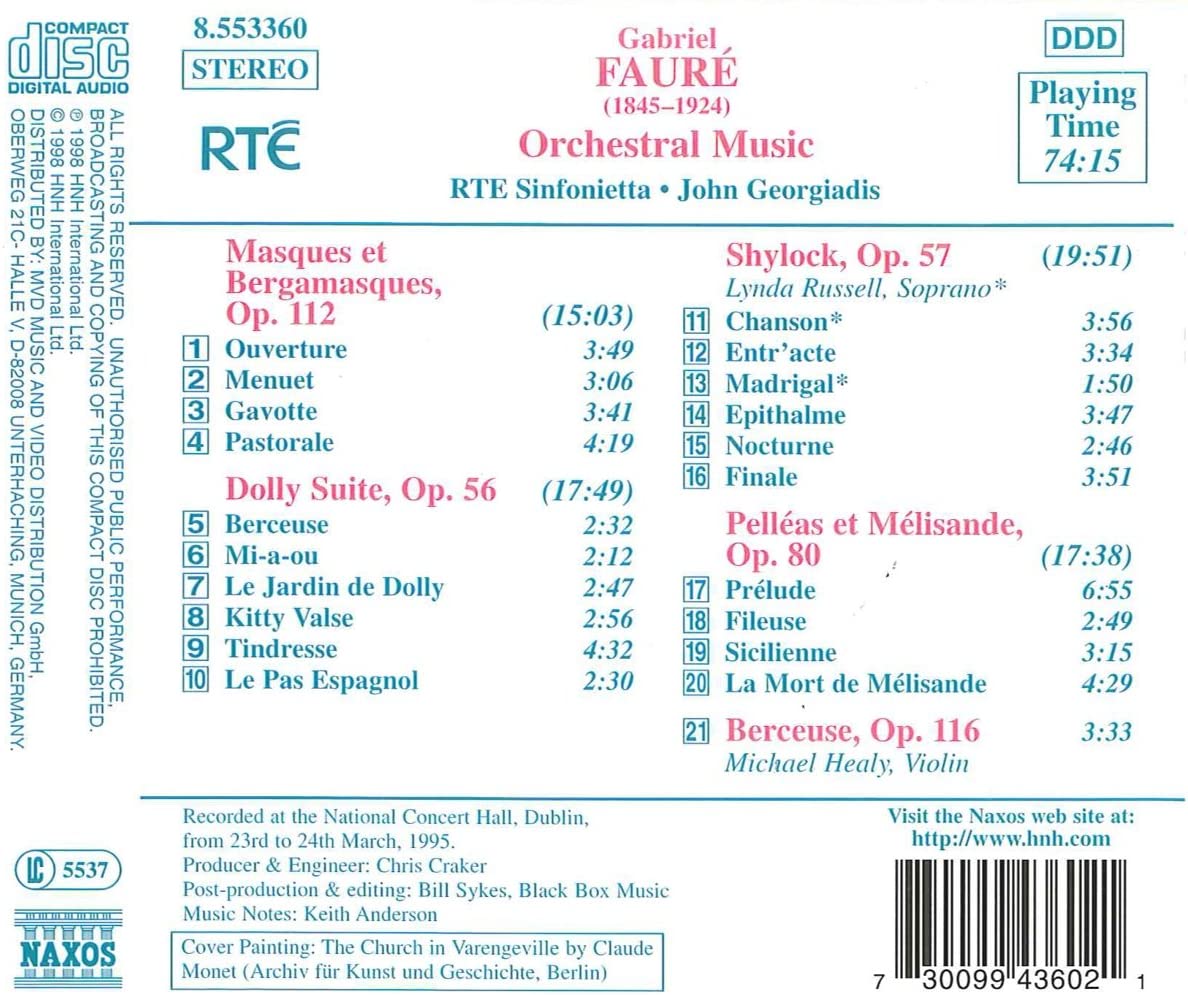 COMPACT
disc
DIGITAL AUDIO
8.553360
STEREO
RTÉ
Gabriel
FAURÉ
(1845–1924)
Orchestral Music
RTE Sinfonietta • John Georgiadis
DDD
Playing
Time
74:15
ALL RIGHTS RESERVED. UNAUTHORISED PUBLIC PERFORMANCE,
BROADCASTING AND COPYING OF THIS COMPACT DISC PROHIBITED.
℗ 1998 HNH International Ltd.
© 1998 HNH International Ltd.
DISTRIBUTED BY: MVD MUSIC AND VIDEO DISTRIBUTION GmbH,
OBERWEG 21C- HALLE V, D-82008 UNTERHACHING, MUNICH, GERMANY.
Masques et
Bergamasques,
Op. 112 (15:03)
1 Ouverture 3:49
2 Menuet 3:06
3 Gavotte 3:41
4 Pastorale 4:19
Dolly Suite, Op. 56 (17:49)
5 Berceuse 2:32
6 Mi-a-ou 2:12
7 Le Jardin de Dolly 2:47
8 Kitty Valse 2:56
9 Tindresse 4:32
10 Le Pas Espagnol 2:30
Shylock, Op. 57 (19:51)
Lynda Russell, Soprano*
11 Chanson* 3:56
12 Entr'acte 3:34
13 Madrigal* 1:50
14 Epithalme 3:47
15 Nocturne 2:46
16 Finale 3:51
Pelléas et Mélisande,
Op. 80 (17:38)
17 Prélude 6:55
18 Fileuse 2:49
19 Sicilienne 3:15
20 La Mort de Mélisande 4:29
21 Berceuse, Op. 116 3:33
Michael Healy, Violin
Recorded at the National Concert Hall, Dublin,
from 23rd to 24th March, 1995.
Producer & Engineer: Chris Craker
Post-production & editing: Bill Sykes, Black Box Music
Music Notes: Keith Anderson
Cover Painting: The Church in Varengeville by Claude
Monet (Archiv für Kunst und Geschichte, Berlin)
Visit the Naxos web site at:
http://www.hnh.com
7 30099 43602 1
LC 5537
NAXOS